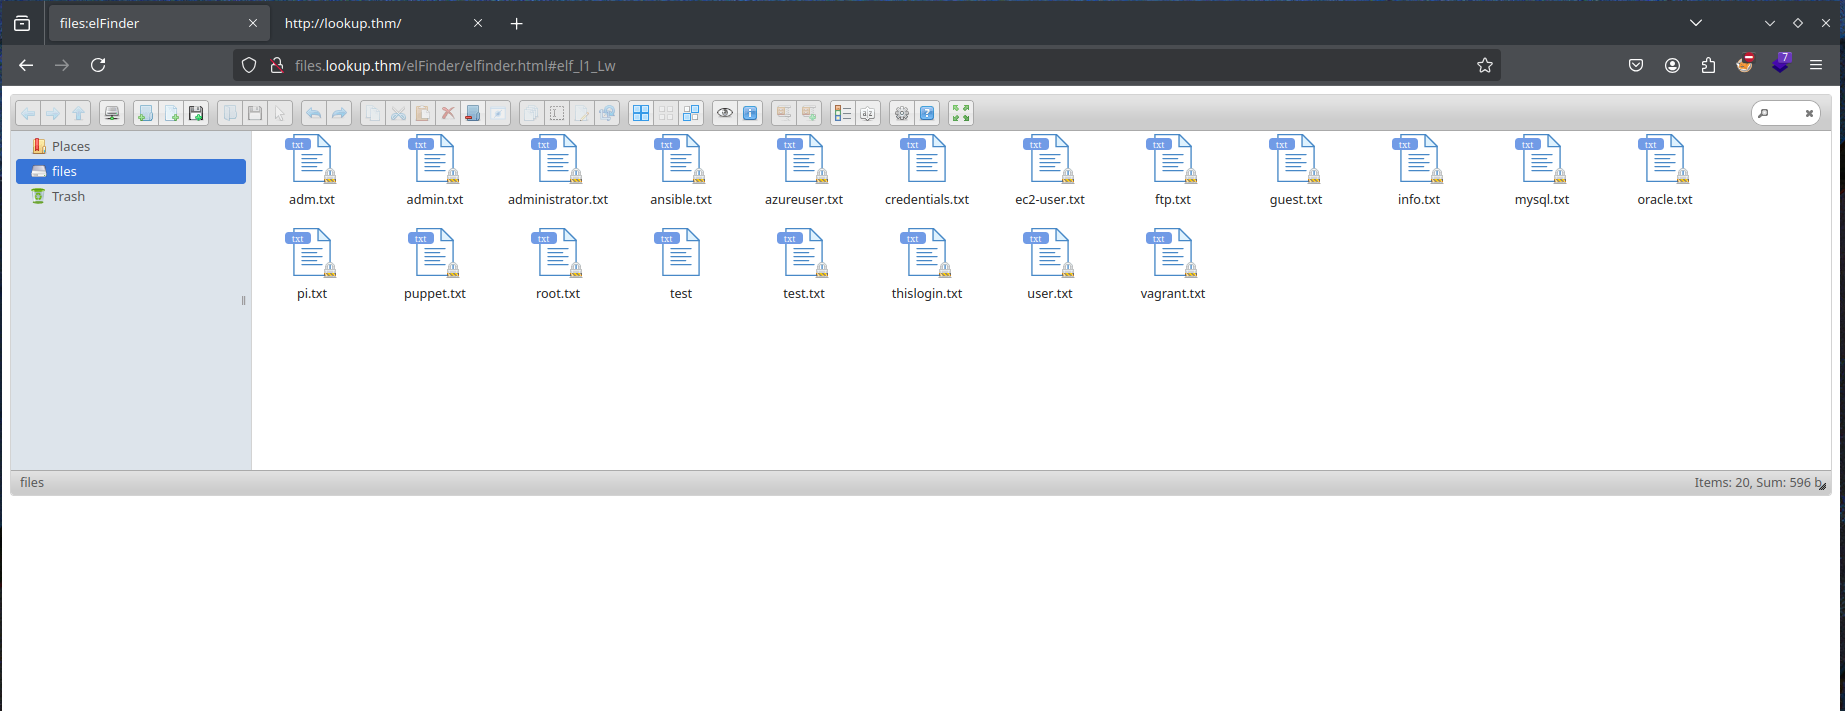 files:elFinder
http://lookup.thm/
files.lookup.thm/elFinder/elfinder.html#elf_l1_Lw
7
Places
files
Trash
txt txt txt txt txt txt txt txt txt txt txt txt
adm.txt admin.txt administrator.txt ansible.txt azureuser.txt credentials.txt ec2-user.txt ftp.txt guest.txt info.txt mysql.txt oracle.txt
txt txt txt txt txt txt txt txt
pi.txt puppet.txt root.txt test test.txt thislogin.txt user.txt vagrant.txt
files
Items: 20, Sum: 596 b